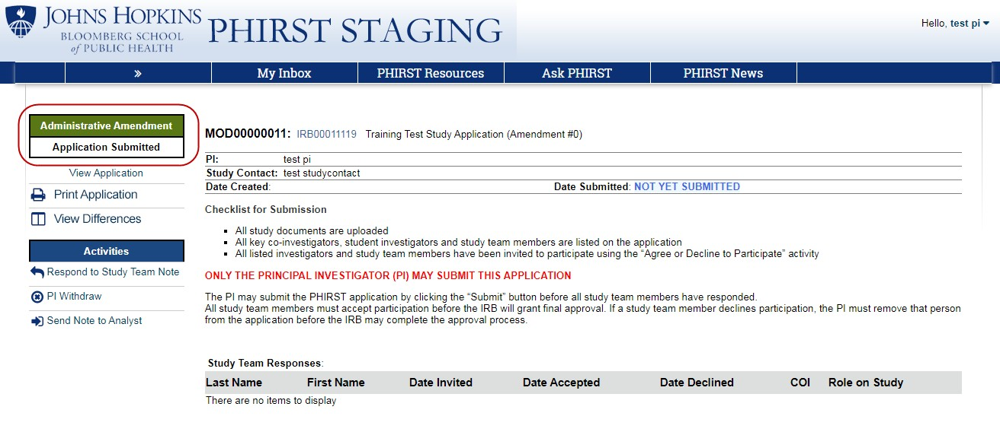 JOHNS HOPKINS
BLOOMBERG SCHOOL
of PUBLIC HEALTH
PHIRST STAGING
Hello, test pi
»
My Inbox
PHIRST Resources
Ask PHIRST
PHIRST News
Administrative Amendment
Application Submitted
View Application
Print Application
View Differences
Activities
Respond to Study Team Note
PI Withdraw
Send Note to Analyst
MOD00000011: IRB00011119 Training Test Study Application (Amendment #0)
PI: test pi
Study Contact: test studycontact
Date Created: Date Submitted: NOT YET SUBMITTED
Checklist for Submission
▪ All study documents are uploaded
▪ All key co-investigators, student investigators and study team members are listed on the application
▪ All listed investigators and study team members have been invited to participate using the “Agree or Decline to Participate” activity
ONLY THE PRINCIPAL INVESTIGATOR (PI) MAY SUBMIT THIS APPLICATION
The PI may submit the PHIRST application by clicking the “Submit” button before all study team members have responded.
All study team members must accept participation before the IRB will grant final approval. If a study team member declines participation, the PI must remove that person
from the application before the IRB may complete the approval process.
Study Team Responses:
Last Name First Name Date Invited Date Accepted Date Declined COI Role on Study
There are no items to display